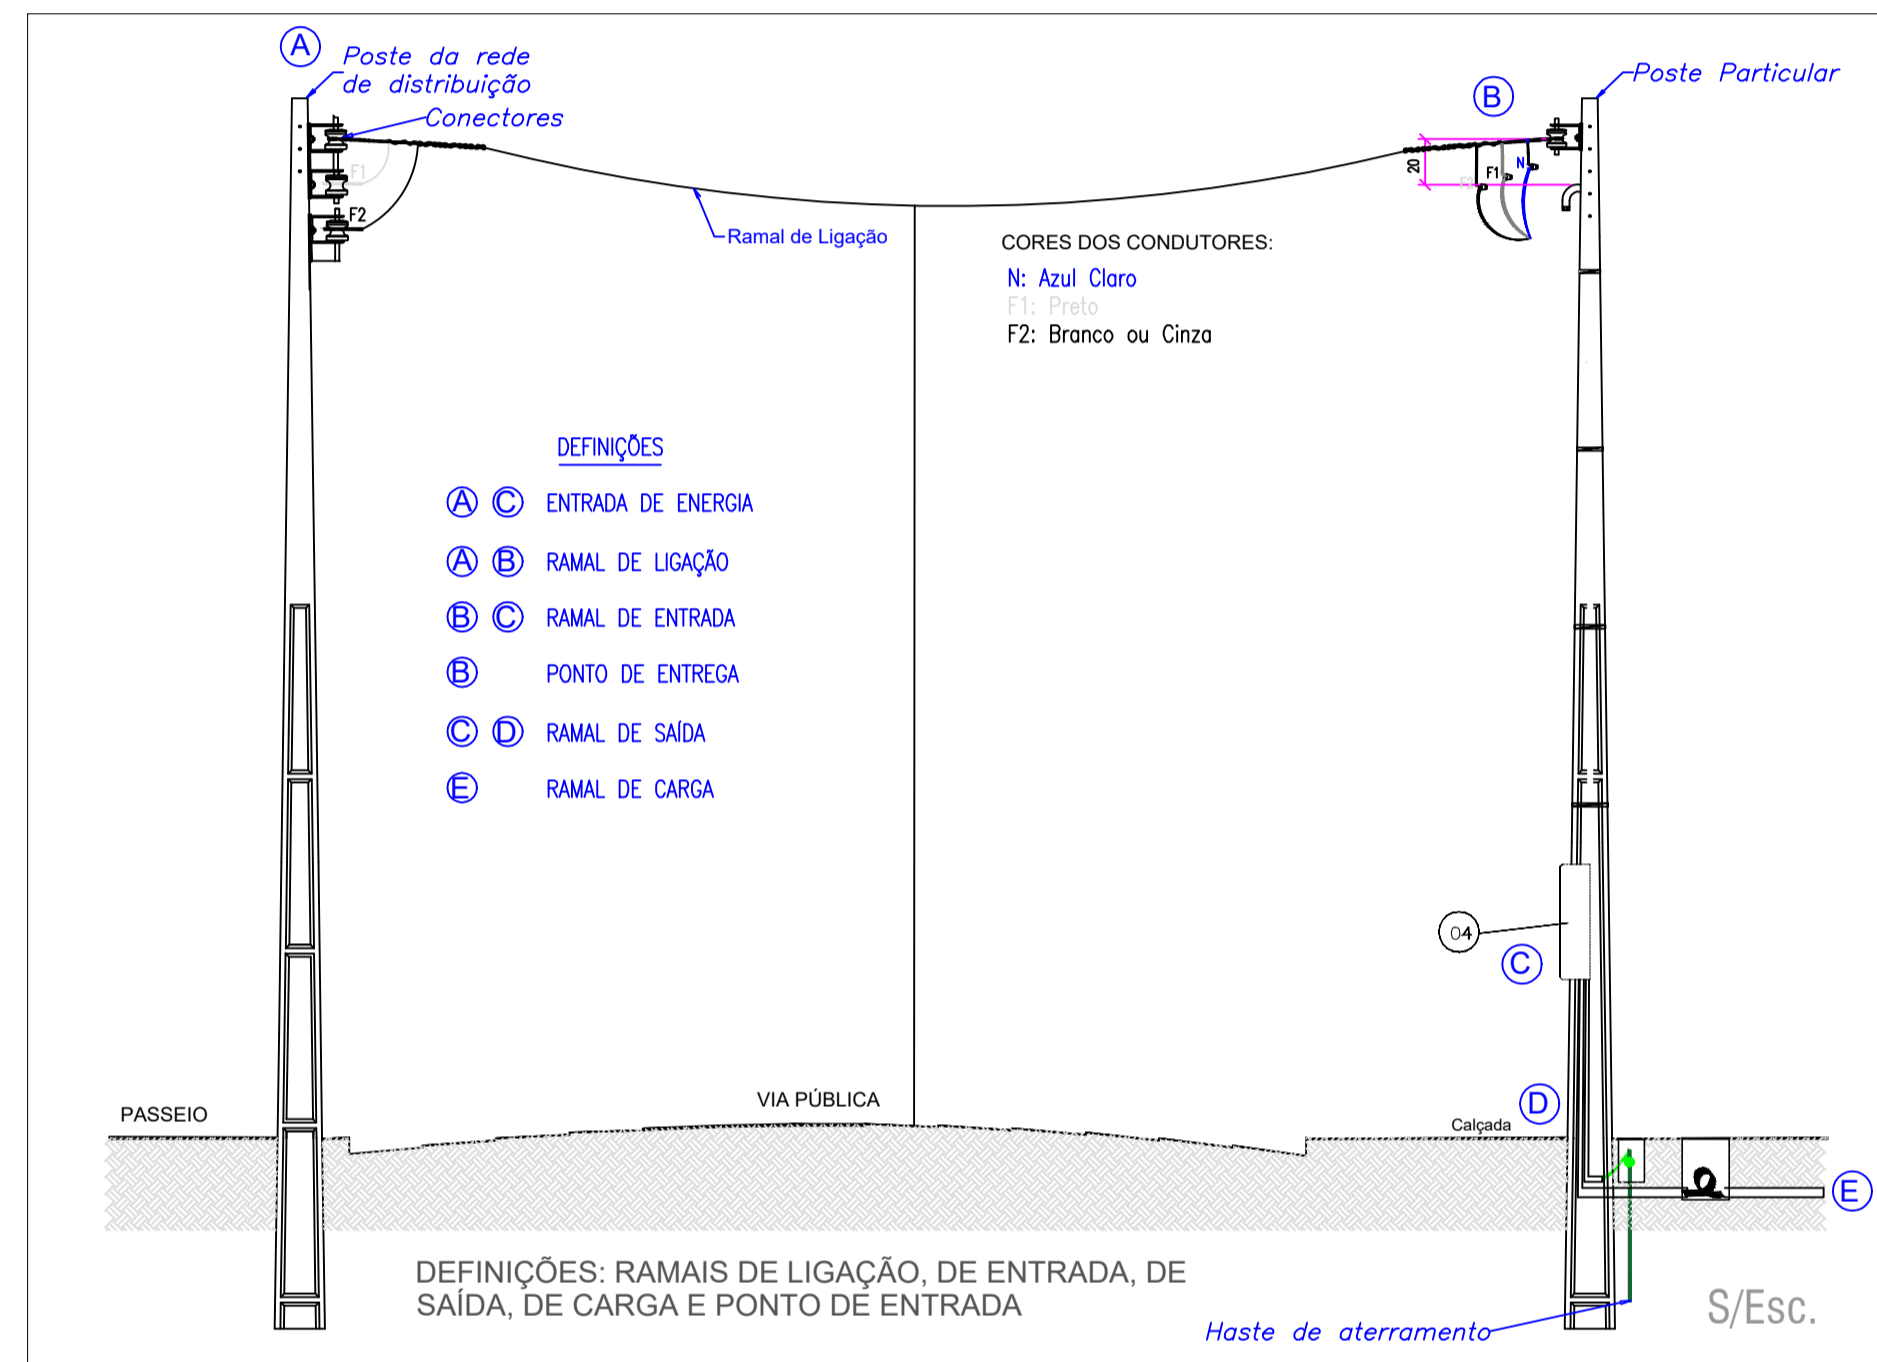 A
Poste da rede
de distribuição
Conectores
F1
F2
Ramal de Ligação
B
Poste Particular
20
F2
F1
N
CORES DOS CONDUTORES:
N: Azul Claro
F1: Preto
F2: Branco ou Cinza
DEFINIÇÕES
A C ENTRADA DE ENERGIA
A B RAMAL DE LIGAÇÃO
B C RAMAL DE ENTRADA
B PONTO DE ENTREGA
C D RAMAL DE SAÍDA
E RAMAL DE CARGA
04
C
D
PASSEIO
VIA PÚBLICA
Calçada
E
DEFINIÇÕES: RAMAIS DE LIGAÇÃO, DE ENTRADA, DE
SAÍDA, DE CARGA E PONTO DE ENTRADA
Haste de aterramento
S/Esc.